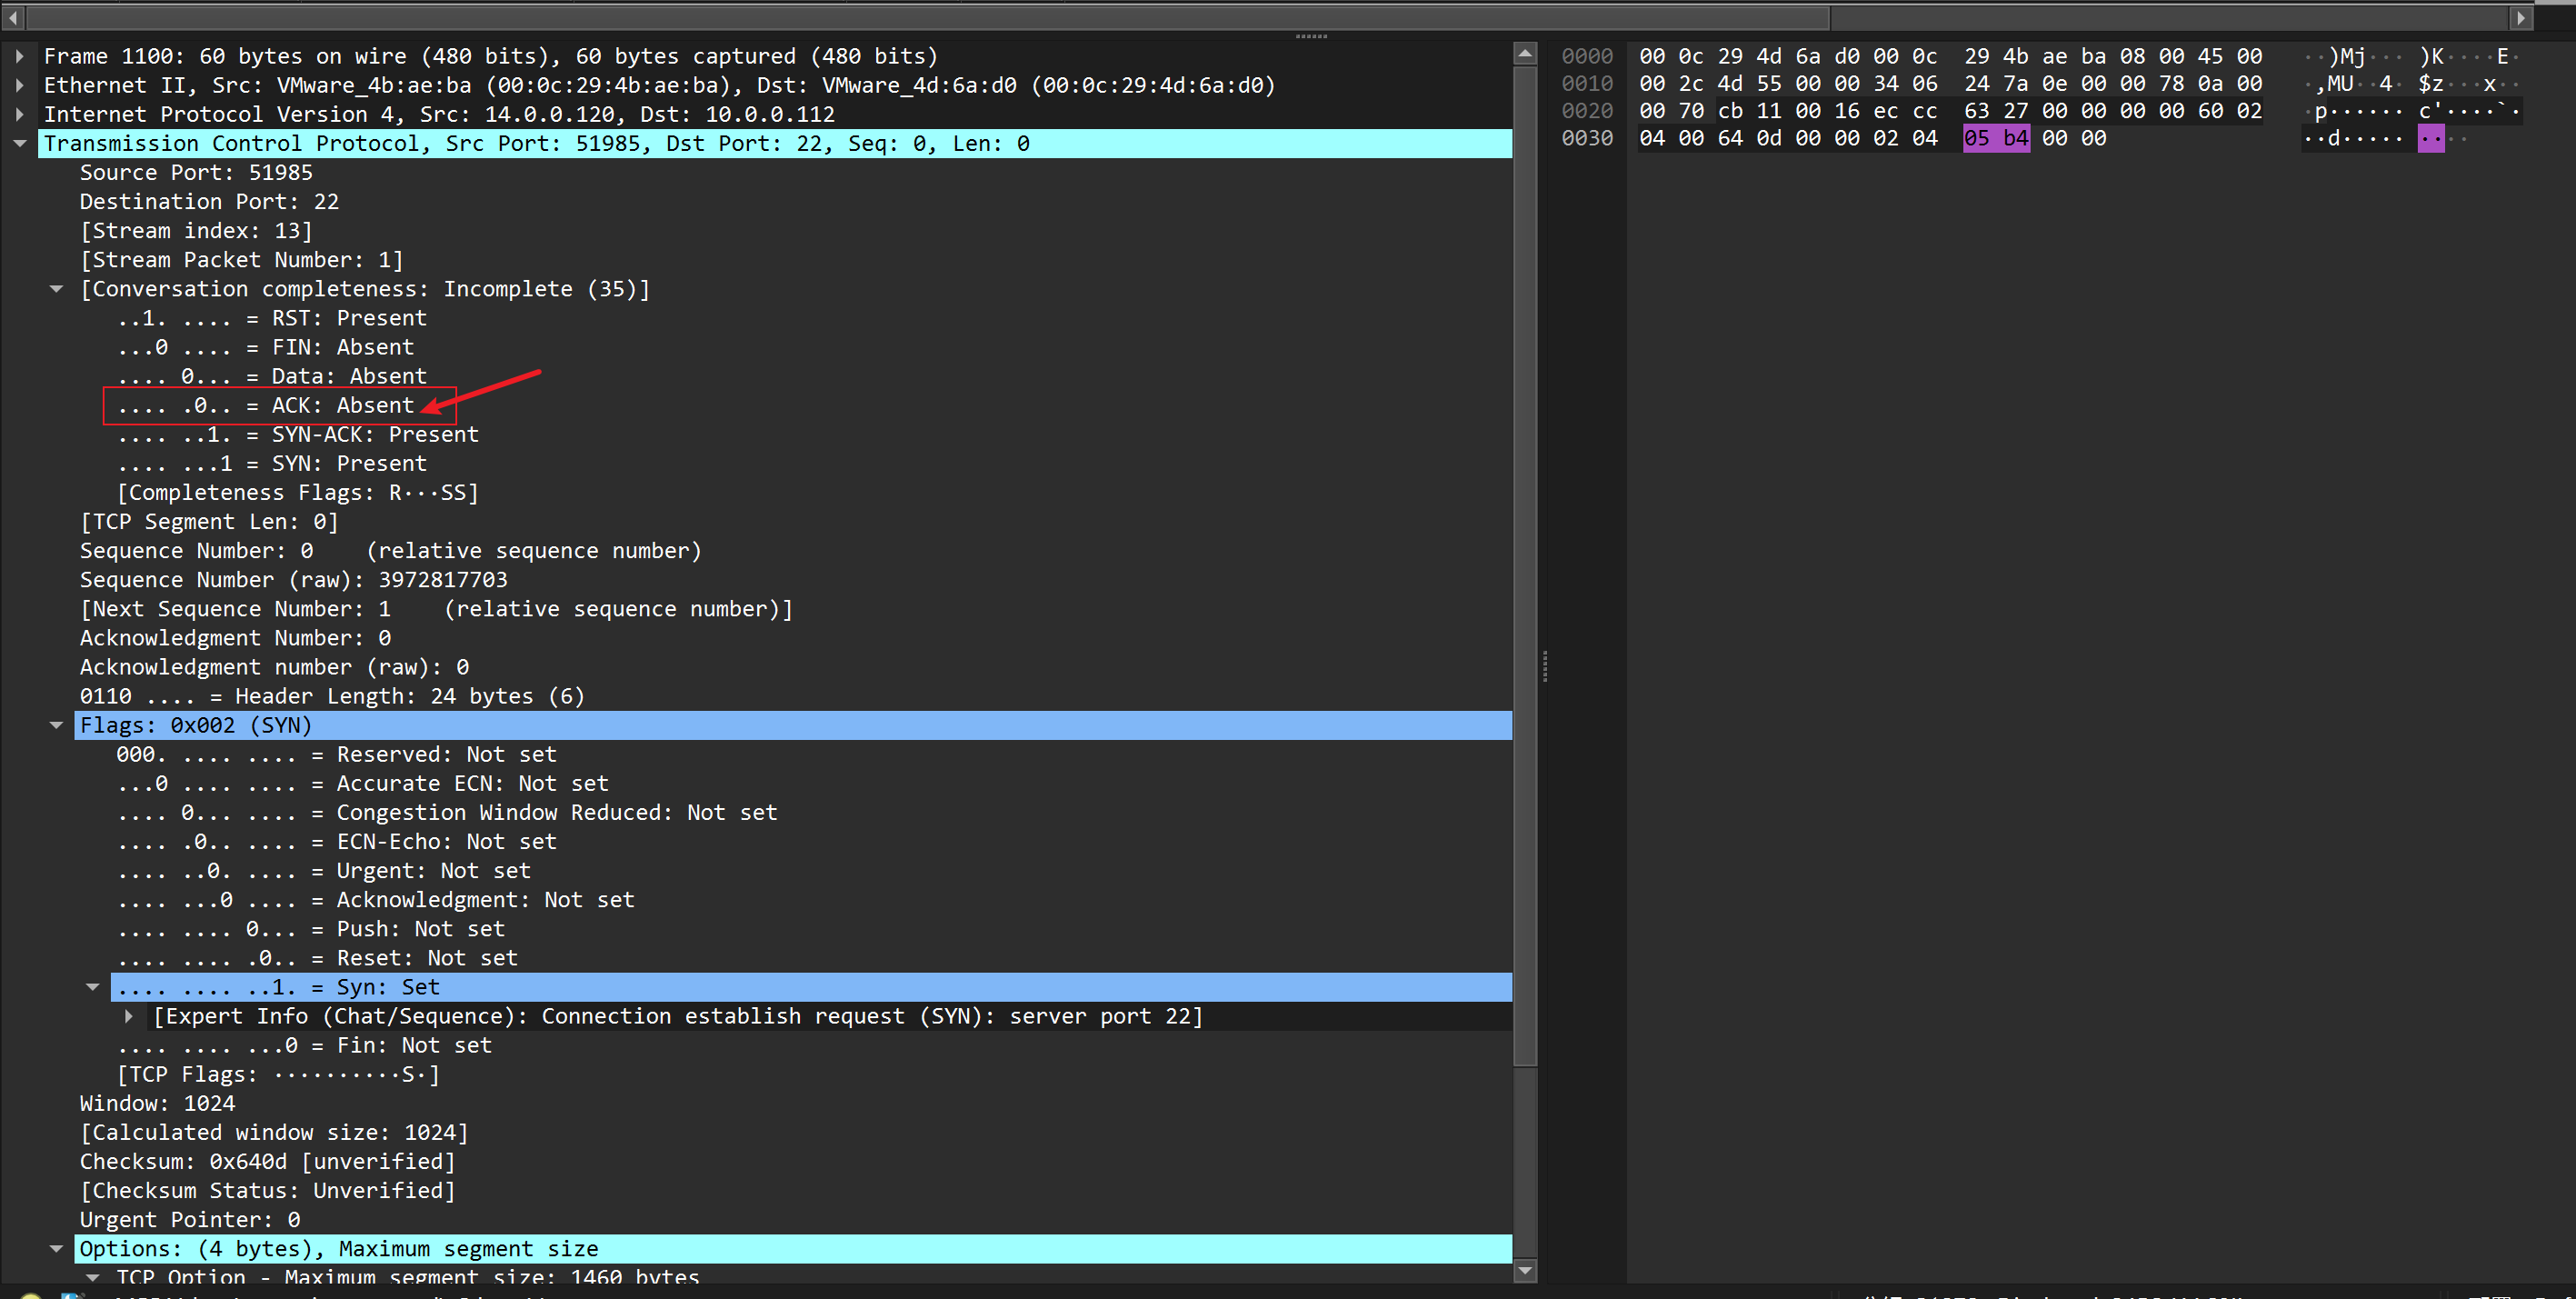 Frame 1100: 60 bytes on wire (480 bits), 60 bytes captured (480 bits)
Ethernet II, Src: VMware_4b:ae:ba (00:0c:29:4b:ae:ba), Dst: VMware_4d:6a:d0 (00:0c:29:4d:6a:d0)
Internet Protocol Version 4, Src: 14.0.0.120, Dst: 10.0.0.112
Transmission Control Protocol, Src Port: 51985, Dst Port: 22, Seq: 0, Len: 0
Source Port: 51985
Destination Port: 22
[Stream index: 13]
[Stream Packet Number: 1]
[Conversation completeness: Incomplete (35)]
..1. .... = RST: Present
...0 .... = FIN: Absent
.... 0... = Data: Absent
.... .0.. = ACK: Absent
.... ..1. = SYN-ACK: Present
.... ...1 = SYN: Present
[Completeness Flags: R···SS]
[TCP Segment Len: 0]
Sequence Number: 0    (relative sequence number)
Sequence Number (raw): 3972817703
[Next Sequence Number: 1    (relative sequence number)]
Acknowledgment Number: 0
Acknowledgment number (raw): 0
0110 .... = Header Length: 24 bytes (6)
Flags: 0x002 (SYN)
000. .... .... = Reserved: Not set
...0 .... .... = Accurate ECN: Not set
.... 0... .... = Congestion Window Reduced: Not set
.... .0.. .... = ECN-Echo: Not set
.... ..0. .... = Urgent: Not set
.... ...0 .... = Acknowledgment: Not set
.... .... 0... = Push: Not set
.... .... .0.. = Reset: Not set
.... .... ..1. = Syn: Set
[Expert Info (Chat/Sequence): Connection establish request (SYN): server port 22]
.... .... ...0 = Fin: Not set
[TCP Flags: ··········S·]
Window: 1024
[Calculated window size: 1024]
Checksum: 0x640d [unverified]
[Checksum Status: Unverified]
Urgent Pointer: 0
Options: (4 bytes), Maximum segment size
TCP Option - Maximum segment size: 1460 bytes
0000 00 0c 29 4d 6a d0 00 0c 29 4b ae ba 08 00 45 00 ··)Mj··· )K····E·
0010 00 2c 4d 55 00 00 34 06 24 7a 0e 00 00 78 0a 00 ·,MU··4· $z···x··
0020 00 70 cb 11 00 16 ec cc 63 27 00 00 00 00 60 02 ·p······ c'····`·
0030 04 00 64 0d 00 00 02 04 05 b4 00 00 ··d····· ····